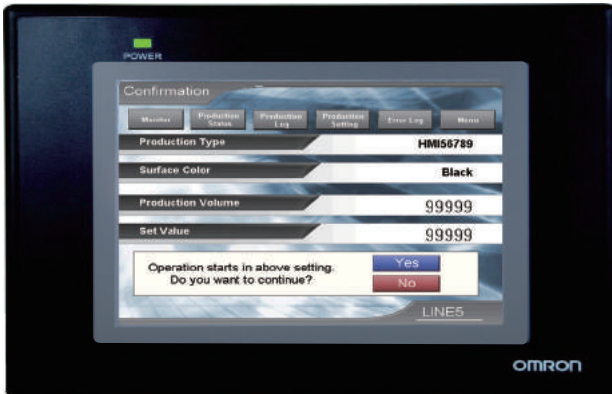 POWER
Confirmation
Monitor Production Status Production Log Production Setting Error Log Menu
Production Type HMI56789
Surface Color Black
Production Volume 99999
Set Value 99999
Operation starts in above setting. Yes
Do you want to continue? No
LINE5
OMRON